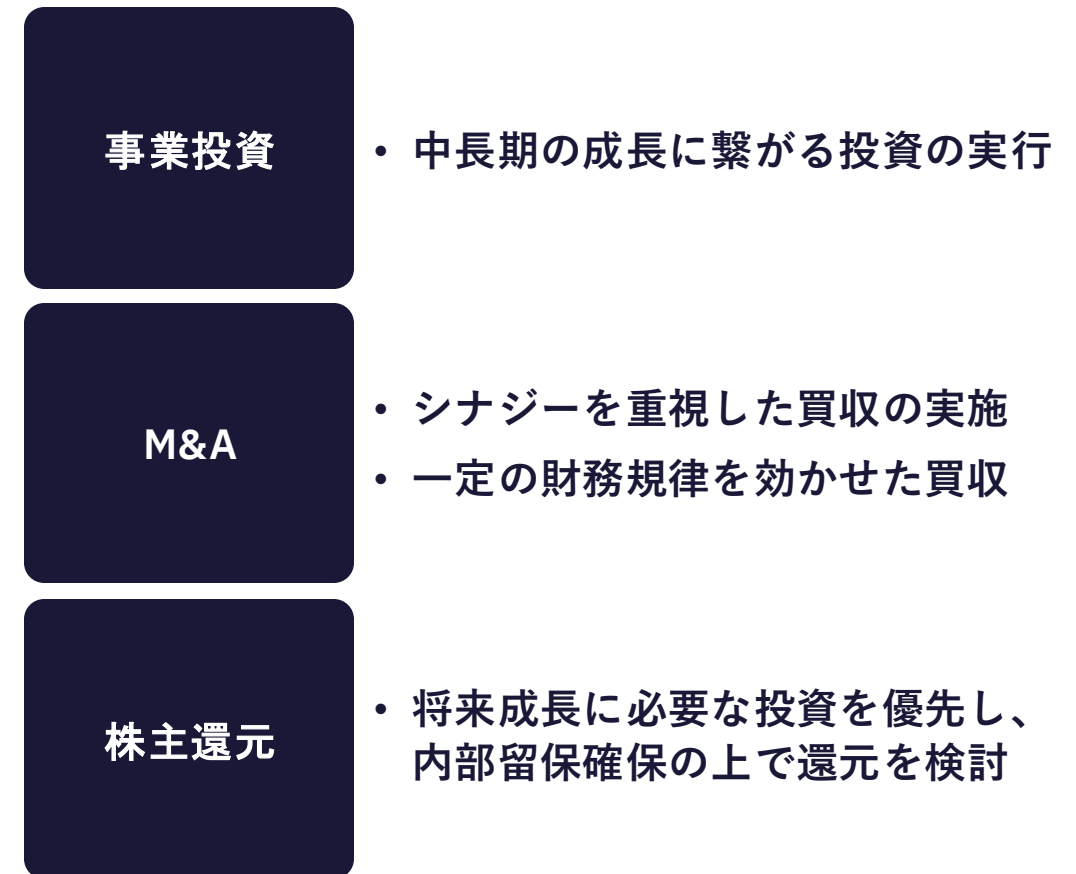 事業投資
• 中長期の成長に繋がる投資の実行
M&A
• シナジーを重視した買収の実施
• 一定の財務規律を効かせた買収
株主還元
• 将来成長に必要な投資を優先し、
内部留保確保の上で還元を検討